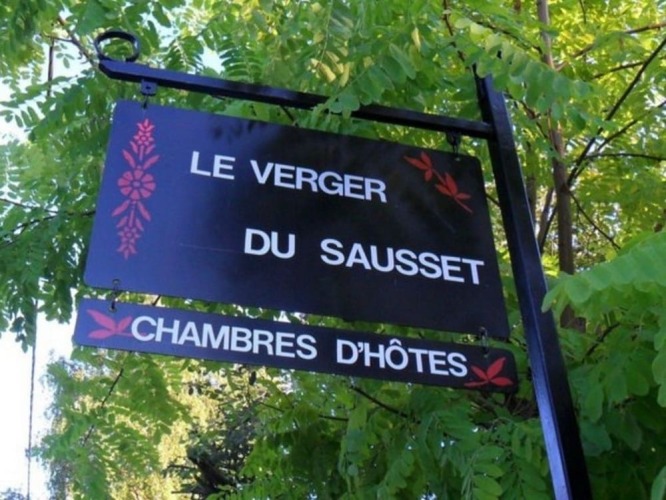 LE VERGER
DU SAUSSET
CHAMBRES D'HÔTES